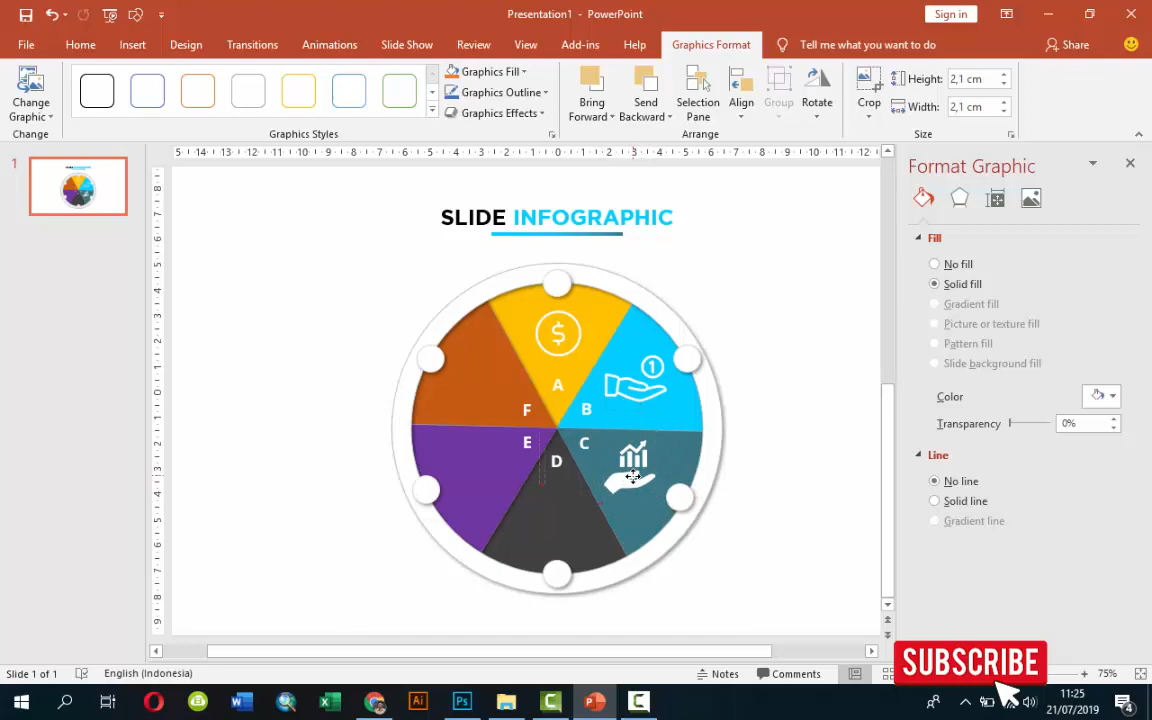 Presentation1 - PowerPoint
Sign in
File Home Insert Design Transitions Animations Slide Show Review View Add-ins Help Graphics Format Tell me what you want to do Share
Change Graphic
Graphics Fill
Graphics Outline
Graphics Effects
Bring Forward
Send Backward
Selection Pane
Align
Group
Rotate
Crop
Height: 2,1 cm
Width: 2,1 cm
Change
Graphics Styles
Arrange
Size
1
SLIDE INFOGRAPHIC
$
1
A
B
F
E
C
D
Format Graphic
Fill
No fill
Solid fill
Gradient fill
Picture or texture fill
Pattern fill
Slide background fill
Color
Transparency 0%
Line
No line
Solid line
Gradient line
SUBSCRIBE
Slide 1 of 1 English (Indonesia) Notes Comments 75%
11:25
21/07/2019
4